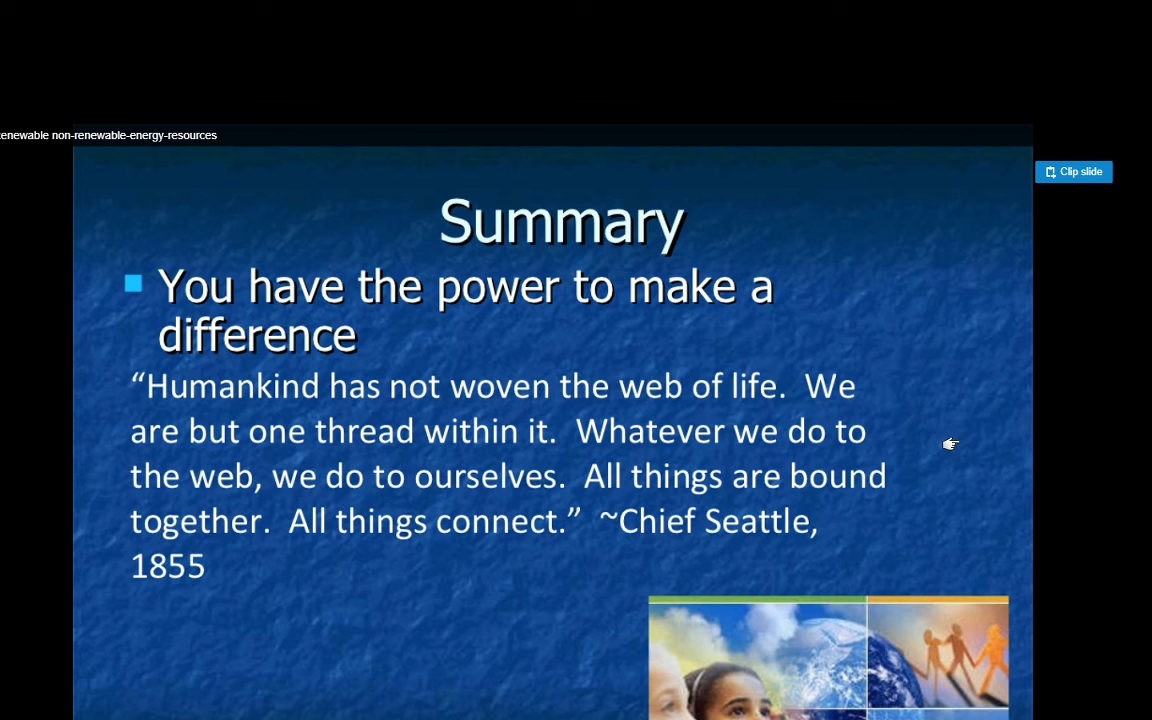 enewable non-renewable-energy-resources
Clip slide
Summary
You have the power to make a
difference
“Humankind has not woven the web of life.  We
are but one thread within it.  Whatever we do to
the web, we do to ourselves.  All things are bound
together.  All things connect.”  ~Chief Seattle,
1855